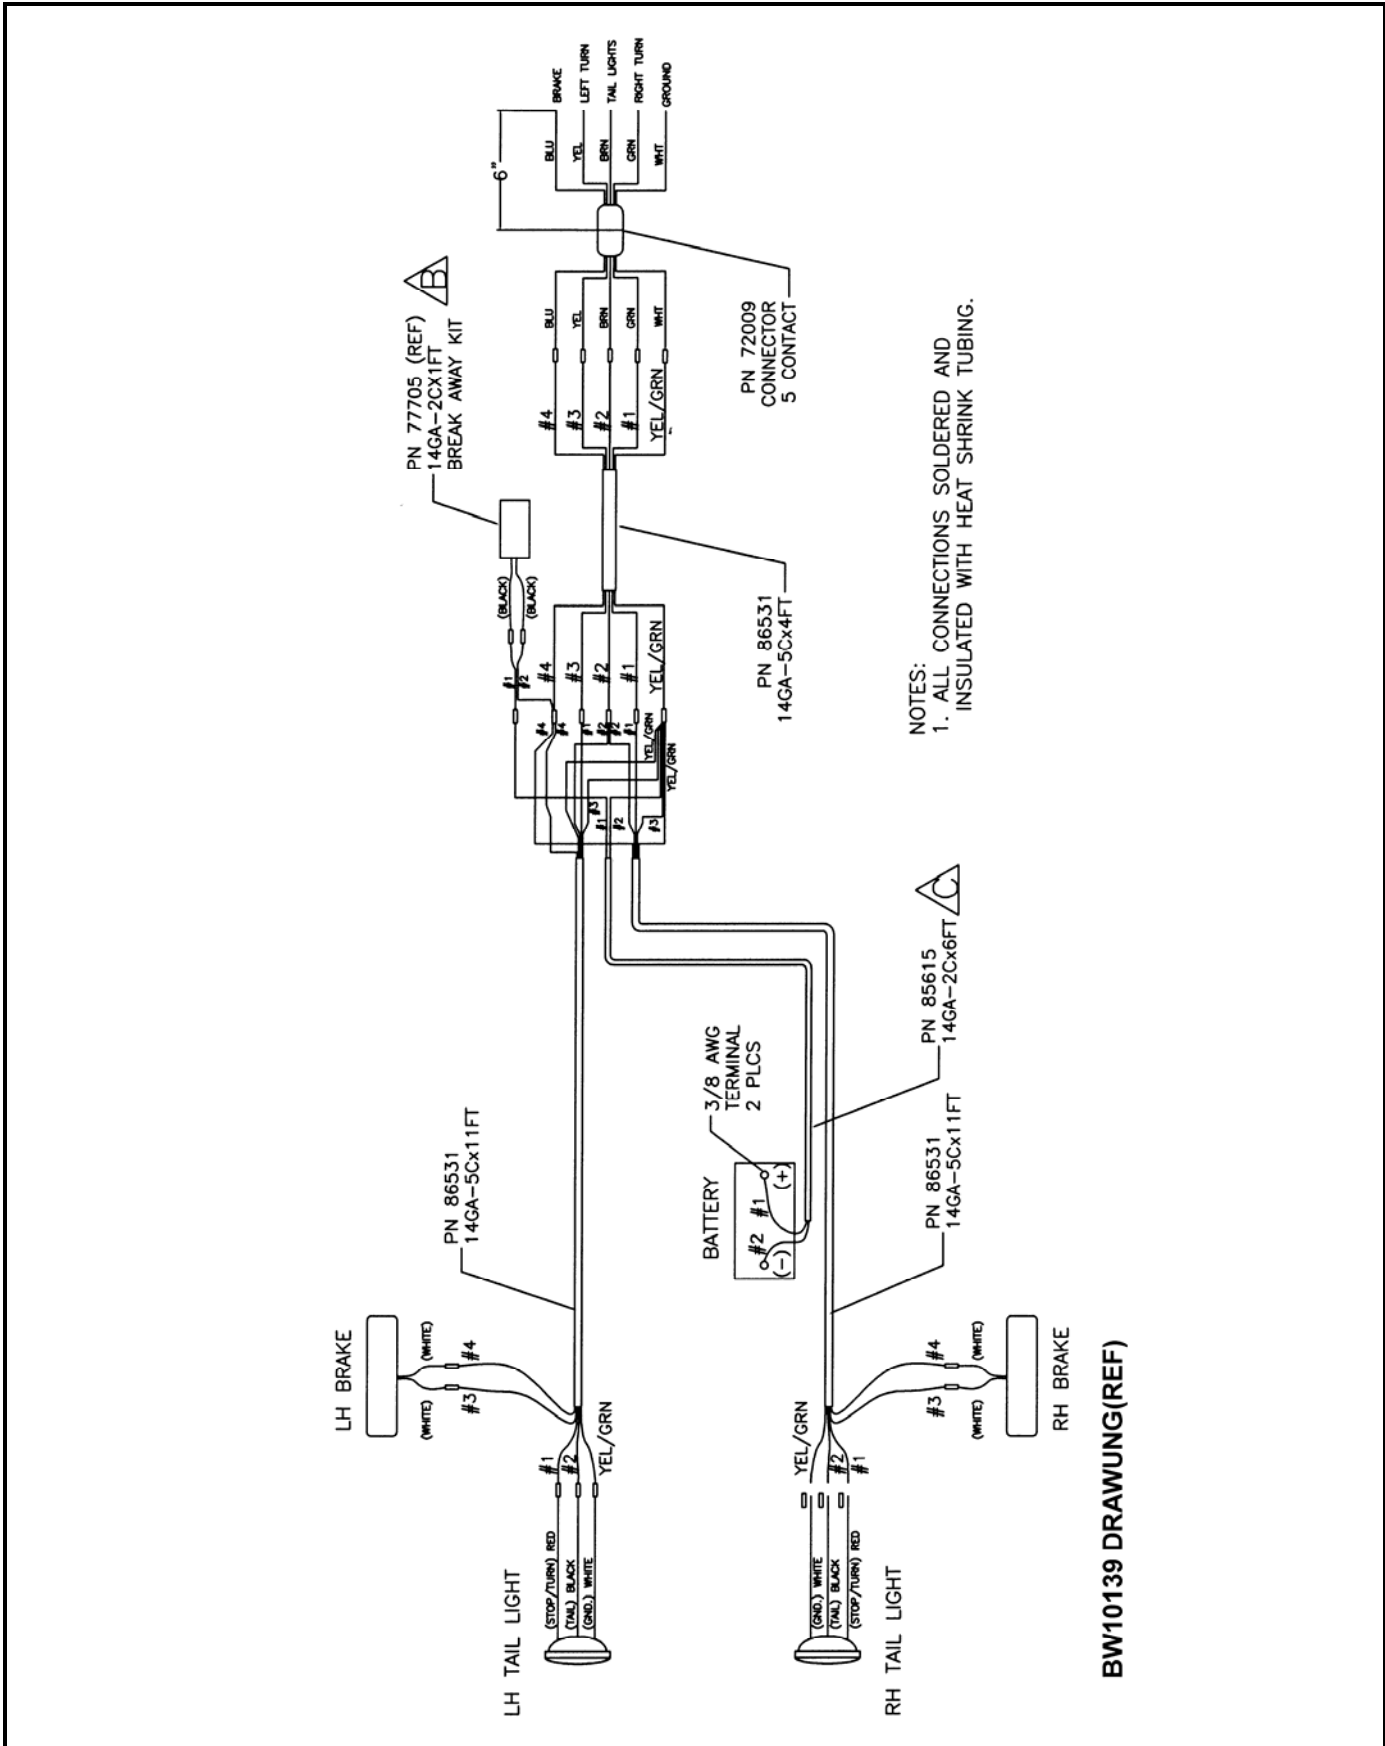 BRAKE
LEFT TURN
TAIL LIGHTS
RIGHT TURN
GROUND
BLU
YEL
BRN
GRN
WHT
6"
PN 77705 (REF)
14GA-2CX1FT
BREAK AWAY KIT
B
BLU
YEL
BRN
GRN
WHT
PN 72009
CONNECTOR
5 CONTACT
#4
#3
#2
#1
YEL/GRN
(BLACK)
(BLACK)
PN 86531
14GA-5Cx4FT
#1
#2
#4
#3
#2
#1
YEL/GRN
#4
#4
#1
#2
#2
#1
YEL/GRN
YEL/GRN
#3
#1
#2
#3
NOTES:
1. ALL CONNECTIONS SOLDERED AND
INSULATED WITH HEAT SHRINK TUBING.
PN 86531
14GA-5Cx11FT
BATTERY
3/8 AWG
TERMINAL
2 PLCS
#1
(+)
#2
(-)
PN 85615
14GA-2Cx6FT
C
PN 86531
14GA-5Cx11FT
LH BRAKE
(WHITE)
#4
(WHITE)
#3
#1
#2
YEL/GRN
YEL/GRN
#2
#1
#4
(WHITE)
#3
(WHITE)
RH BRAKE
LH TAIL LIGHT
(STOP/TURN) RED
(TAIL) BLACK
(GND.) WHITE
(GND.) WHITE
(TAIL) BLACK
(STOP/TURN) RED
RH TAIL LIGHT
BW10139 DRAWUNG(REF)